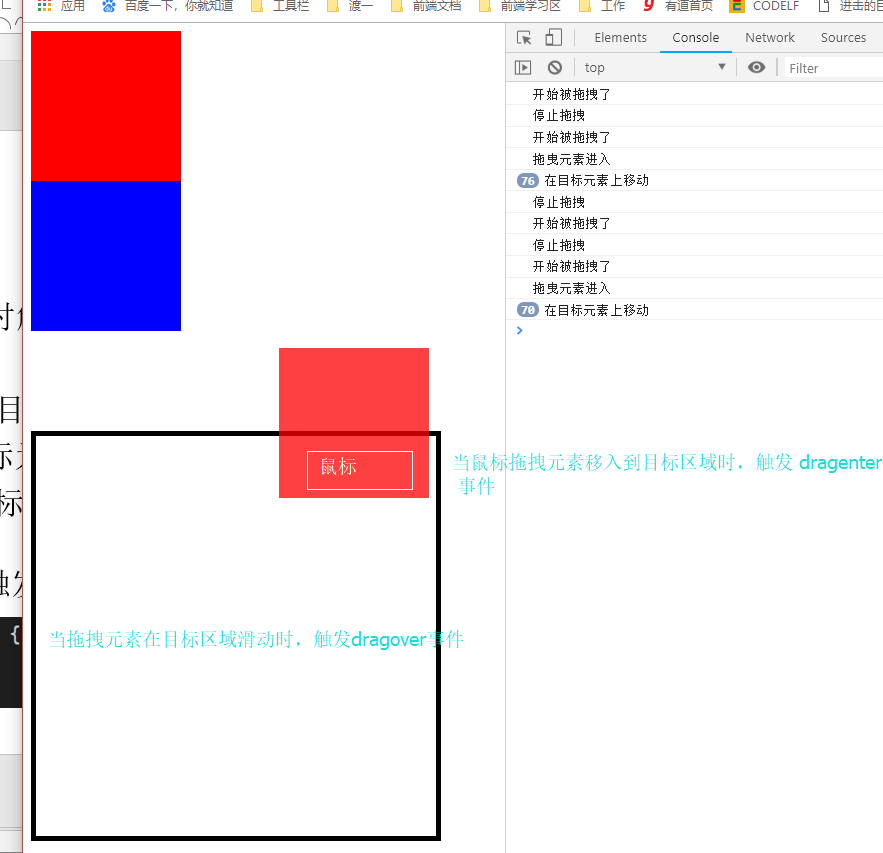 应用
百度一下，你就知道
工具栏
渡一
前端文档
前端学习区
工作
有道首页
CODELF
进击的
Elements
Console
Network
Sources
top
Filter
开始被拖拽了
停止拖拽
开始被拖拽了
拖曳元素进入
76 在目标元素上移动
停止拖拽
开始被拖拽了
停止拖拽
开始被拖拽了
拖曳元素进入
70 在目标元素上移动
鼠标
当鼠标拖拽元素移入到目标区域时，触发 dragenter
事件
当拖拽元素在目标区域滑动时，触发dragover事件
目
标
{